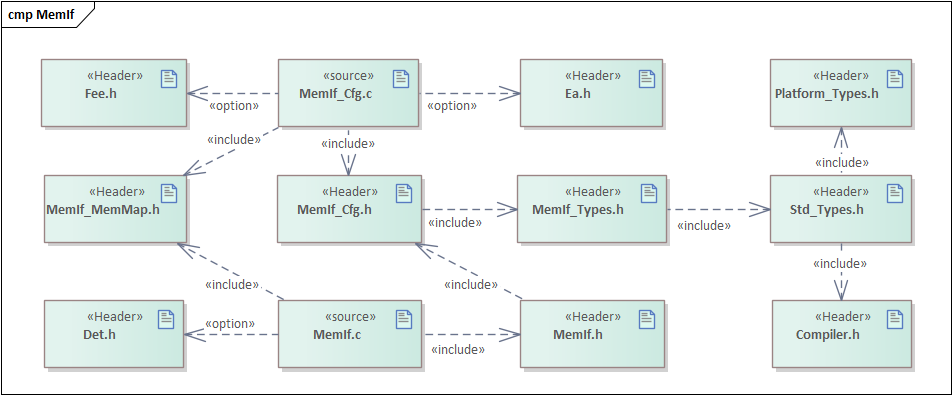 cmp MemIf
«Header»
Fee.h
«source»
MemIf_Cfg.c
«Header»
Ea.h
«Header»
Platform_Types.h
«option»
«option»
«include»
«include»
«include»
«Header»
MemIf_MemMap.h
«Header»
MemIf_Cfg.h
«Header»
MemIf_Types.h
«Header»
Std_Types.h
«include»
«include»
«include»
«include»
«include»
«Header»
Det.h
«source»
MemIf.c
«Header»
MemIf.h
«Header»
Compiler.h
«option»
«include»